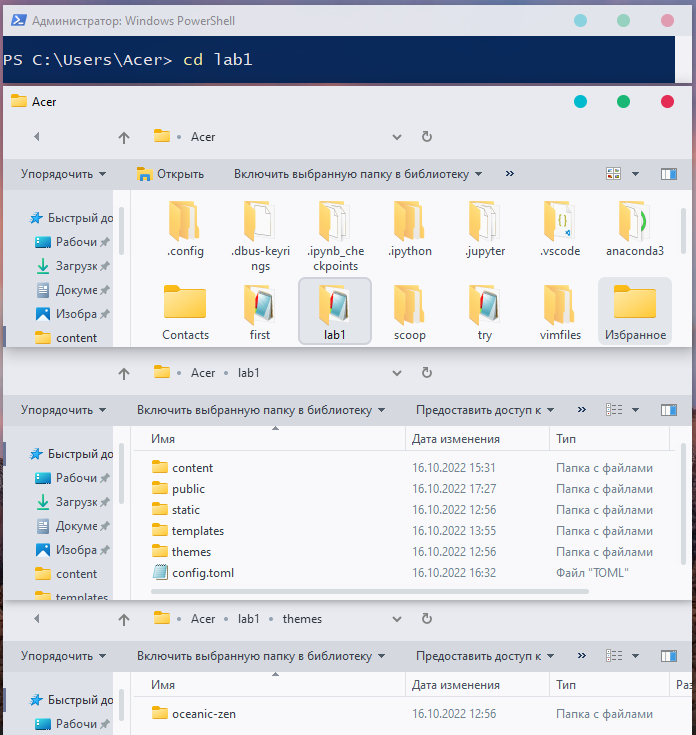 Администратор: Windows PowerShell
PS C:\Users\Acer> cd lab1
Acer
Acer
Упорядочить Открыть Включить выбранную папку в библиотеку »
Быстрый до
Рабочи
Загрузк
Докуме
Изобра
content
.config .dbus-keyri .ipynb_che .ipython .jupyter .vscode anaconda3
ngs ckpoints
Contacts first lab1 scoop try vimfiles Избранное
Acer • lab1
Упорядочить Включить выбранную папку в библиотеку Предоставить доступ к »
Быстрый до
Рабочи
Загрузк
Докуме
Изобра
content
templates
Имя Дата изменения Тип
content 16.10.2022 15:31 Папка с файлами
public 16.10.2022 17:27 Папка с файлами
static 16.10.2022 12:56 Папка с файлами
templates 16.10.2022 13:55 Папка с файлами
themes 16.10.2022 12:56 Папка с файлами
config.toml 16.10.2022 16:32 Файл "TOML"
Acer • lab1 • themes
Упорядочить Включить выбранную папку в библиотеку Предоставить доступ к »
Быстрый до
Рабочи
Имя Дата изменения Тип Раз
oceanic-zen 16.10.2022 12:56 Папка с файлами